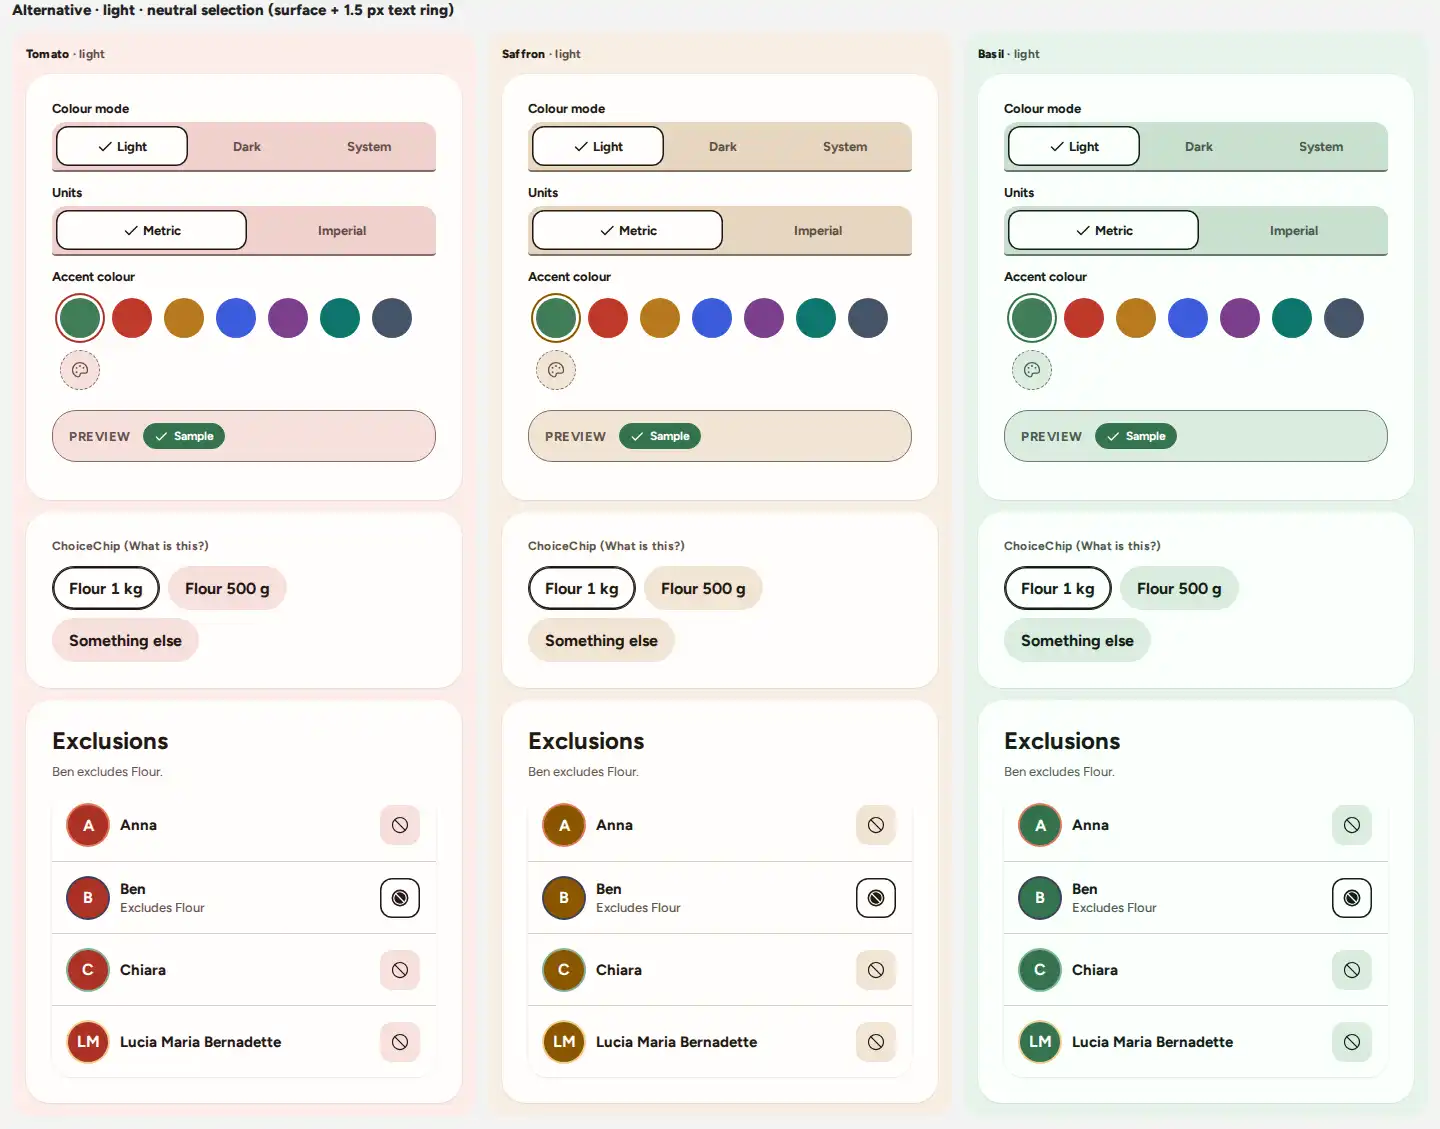 Alternative · light · neutral selection (surface + 1.5 px text ring)
Tomato · light
Colour mode
Light Dark System
Units
Metric Imperial
Accent colour
PREVIEW Sample
ChoiceChip (What is this?)
Flour 1 kg Flour 500 g
Something else
Exclusions
Ben excludes Flour.
A Anna
B Ben
Excludes Flour
C Chiara
LM Lucia Maria Bernadette
Saffron · light
Colour mode
Light Dark System
Units
Metric Imperial
Accent colour
PREVIEW Sample
ChoiceChip (What is this?)
Flour 1 kg Flour 500 g
Something else
Exclusions
Ben excludes Flour.
A Anna
B Ben
Excludes Flour
C Chiara
LM Lucia Maria Bernadette
Basil · light
Colour mode
Light Dark System
Units
Metric Imperial
Accent colour
PREVIEW Sample
ChoiceChip (What is this?)
Flour 1 kg Flour 500 g
Something else
Exclusions
Ben excludes Flour.
A Anna
B Ben
Excludes Flour
C Chiara
LM Lucia Maria Bernadette